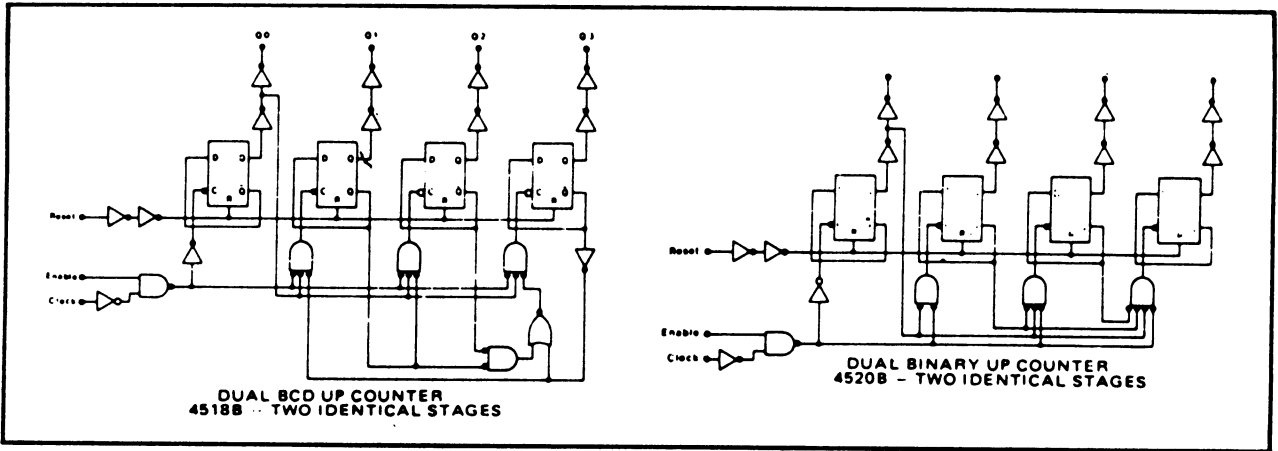 Q0 Q1 Q2 Q3
D Q D Q D Q
C Q C Q C Q C Q
R R R R
Reset
Enable
Clock
DUAL BCD UP COUNTER
4518B - TWO IDENTICAL STAGES
Reset
Enable
Clock
DUAL BINARY UP COUNTER
4520B - TWO IDENTICAL STAGES